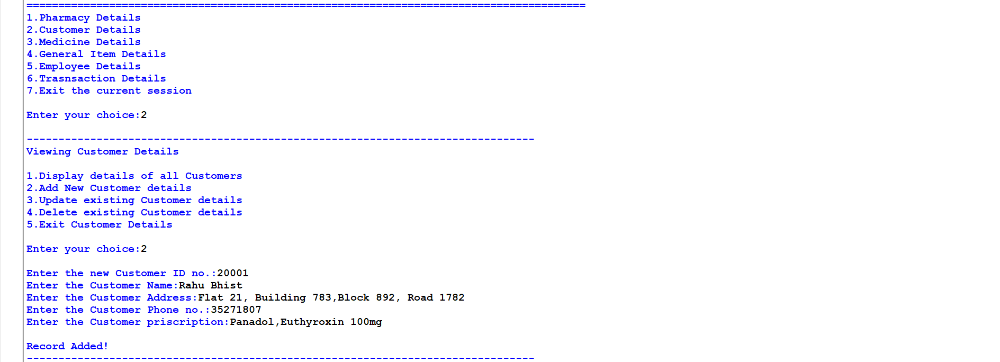 ========================================================================================
1.Pharmacy Details
2.Customer Details
3.Medicine Details
4.General Item Details
5.Employee Details
6.Trasnsaction Details
7.Exit the current session
Enter your choice:2
--------------------------------------------------------------------------------
Viewing Customer Details
1.Display details of all Customers
2.Add New Customer details
3.Update existing Customer details
4.Delete existing Customer details
5.Exit Customer Details
Enter your choice:2
Enter the new Customer ID no.:20001
Enter the Customer Name:Rahu Bhist
Enter the Customer Address:Flat 21, Building 783,Block 892, Road 1782
Enter the Customer Phone no.:35271807
Enter the Customer priscription:Panadol,Euthyroxin 100mg
Record Added!
--------------------------------------------------------------------------------